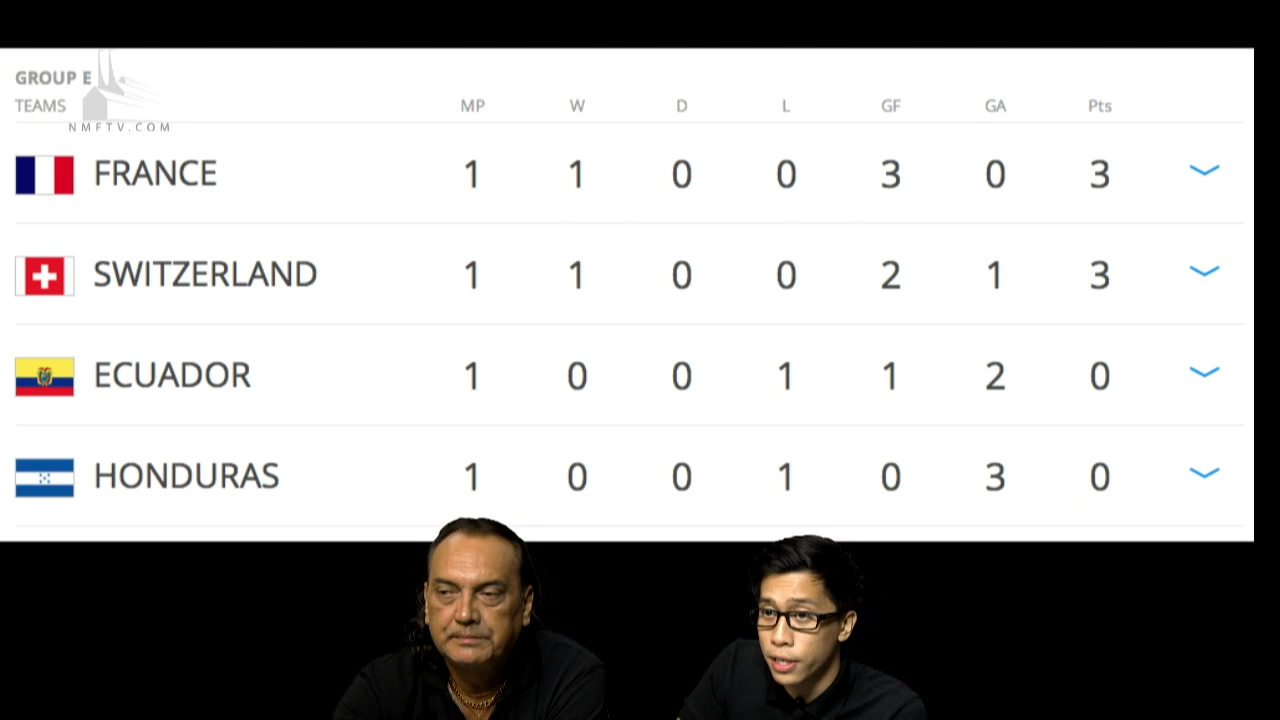 GROUP E
TEAMS MP W D L GF GA Pts
NMFTV.COM
FRANCE 1 1 0 0 3 0 3
SWITZERLAND 1 1 0 0 2 1 3
ECUADOR 1 0 0 1 1 2 0
HONDURAS 1 0 0 1 0 3 0